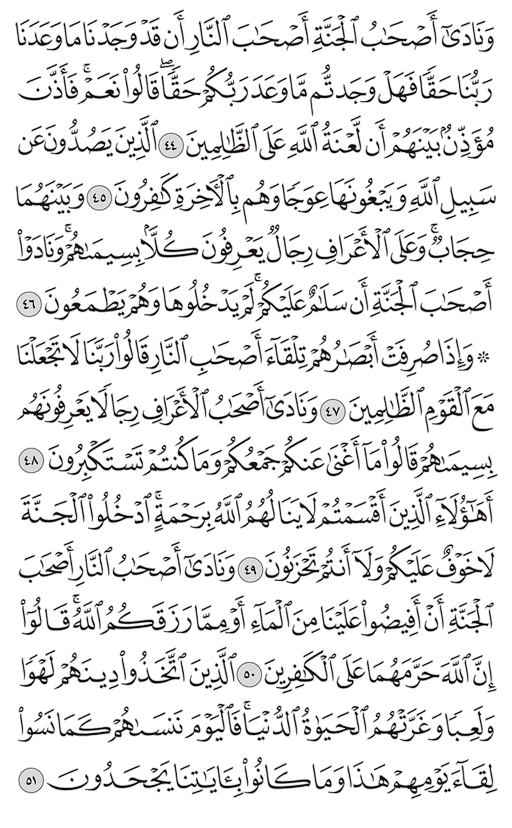 وَنَادَىٰٓ أَصْحَٰبُ ٱلْجَنَّةِ أَصْحَٰبَ ٱلنَّارِ أَن قَدْ وَجَدْنَا مَا وَعَدَنَا
رَبُّنَا حَقًّا فَهَلْ وَجَدتُّم مَّا وَعَدَ رَبُّكُمْ حَقًّا ۖ قَالُوا۟ نَعَمْ ۚ فَأَذَّنَ
مُؤَذِّنٌۢ بَيْنَهُمْ أَن لَّعْنَةُ ٱللَّهِ عَلَى ٱلظَّٰلِمِينَ ٤٤ ٱلَّذِينَ يَصُدُّونَ عَن
سَبِيلِ ٱللَّهِ وَيَبْغُونَهَا عِوَجًا وَهُم بِٱلْءَاخِرَةِ كَٰفِرُونَ ٤٥ وَبَيْنَهُمَا
حِجَابٌ ۚ وَعَلَى ٱلْأَعْرَافِ رِجَالٌ يَعْرِفُونَ كُلًّۢا بِسِيمَىٰهُمْ ۚ وَنَادَوْا۟
أَصْحَٰبَ ٱلْجَنَّةِ أَن سَلَٰمٌ عَلَيْكُمْ ۚ لَمْ يَدْخُلُوهَا وَهُمْ يَطْمَعُونَ ٤٦
۞ وَإِذَا صُرِفَتْ أَبْصَٰرُهُمْ تِلْقَآءَ أَصْحَٰبِ ٱلنَّارِ قَالُوا۟ رَبَّنَا لَا تَجْعَلْنَا
مَعَ ٱلْقَوْمِ ٱلظَّٰلِمِينَ ٤٧ وَنَادَىٰٓ أَصْحَٰبُ ٱلْأَعْرَافِ رِجَالًا يَعْرِفُونَهُم
بِسِيمَىٰهُمْ قَالُوا۟ مَآ أَغْنَىٰ عَنكُمْ جَمْعُكُمْ وَمَا كُنتُمْ تَسْتَكْبِرُونَ ٤٨
أَهَٰٓؤُلَآءِ ٱلَّذِينَ أَقْسَمْتُمْ لَا يَنَالُهُمُ ٱللَّهُ بِرَحْمَةٍ ۚ ٱدْخُلُوا۟ ٱلْجَنَّةَ
لَا خَوْفٌ عَلَيْكُمْ وَلَآ أَنتُمْ تَحْزَنُونَ ٤٩ وَنَادَىٰٓ أَصْحَٰبُ ٱلنَّارِ أَصْحَٰبَ
ٱلْجَنَّةِ أَنْ أَفِيضُوا۟ عَلَيْنَا مِنَ ٱلْمَآءِ أَوْ مِمَّا رَزَقَكُمُ ٱللَّهُ ۚ قَالُوٓا۟
إِنَّ ٱللَّهَ حَرَّمَهُمَا عَلَى ٱلْكَٰفِرِينَ ٥٠ ٱلَّذِينَ ٱتَّخَذُوا۟ دِينَهُمْ لَهْوًا
وَلَعِبًا وَغَرَّتْهُمُ ٱلْحَيَوٰةُ ٱلدُّنْيَا ۚ فَٱلْيَوْمَ نَنسَىٰهُمْ كَمَا نَسُوا۟
لِقَآءَ يَوْمِهِمْ هَٰذَا وَمَا كَانُوا۟ بِـَٔايَٰتِنَا يَجْحَدُونَ ٥١